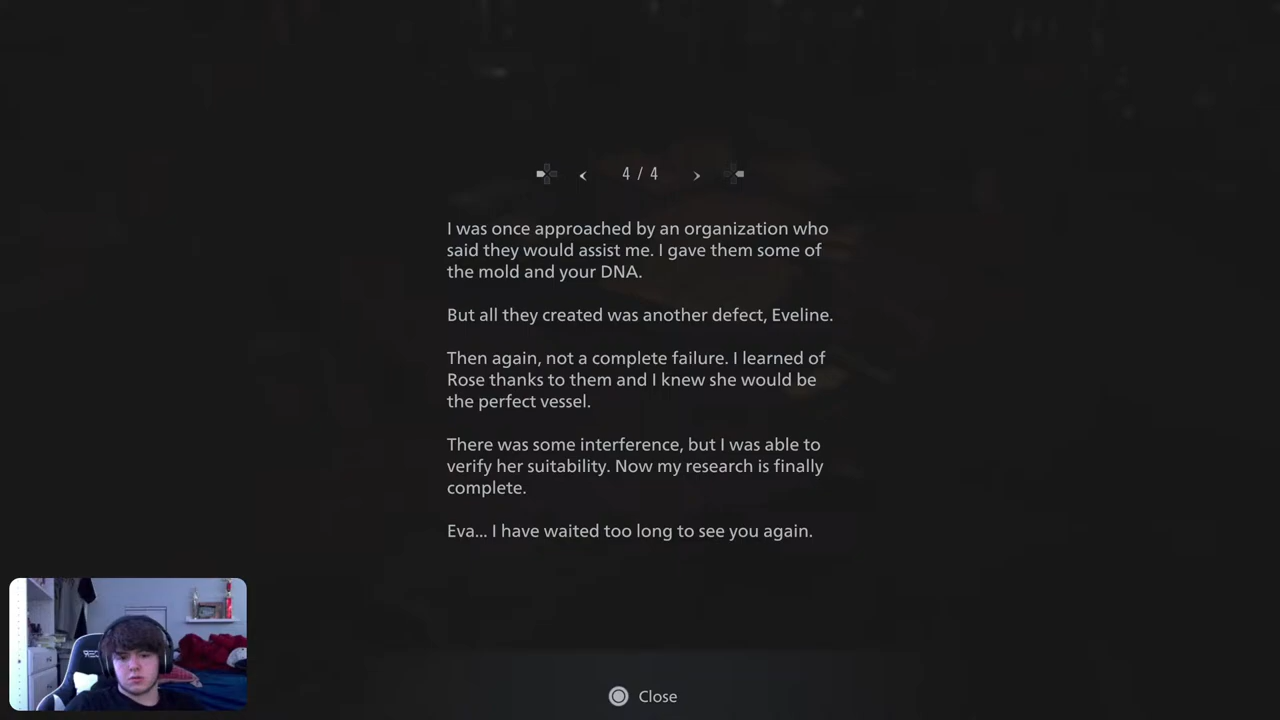 4 / 4
I was once approached by an organization who
said they would assist me. I gave them some of
the mold and your DNA.
But all they created was another defect, Eveline.
Then again, not a complete failure. I learned of
Rose thanks to them and I knew she would be
the perfect vessel.
There was some interference, but I was able to
verify her suitability. Now my research is finally
complete.
Eva... I have waited too long to see you again.
Close